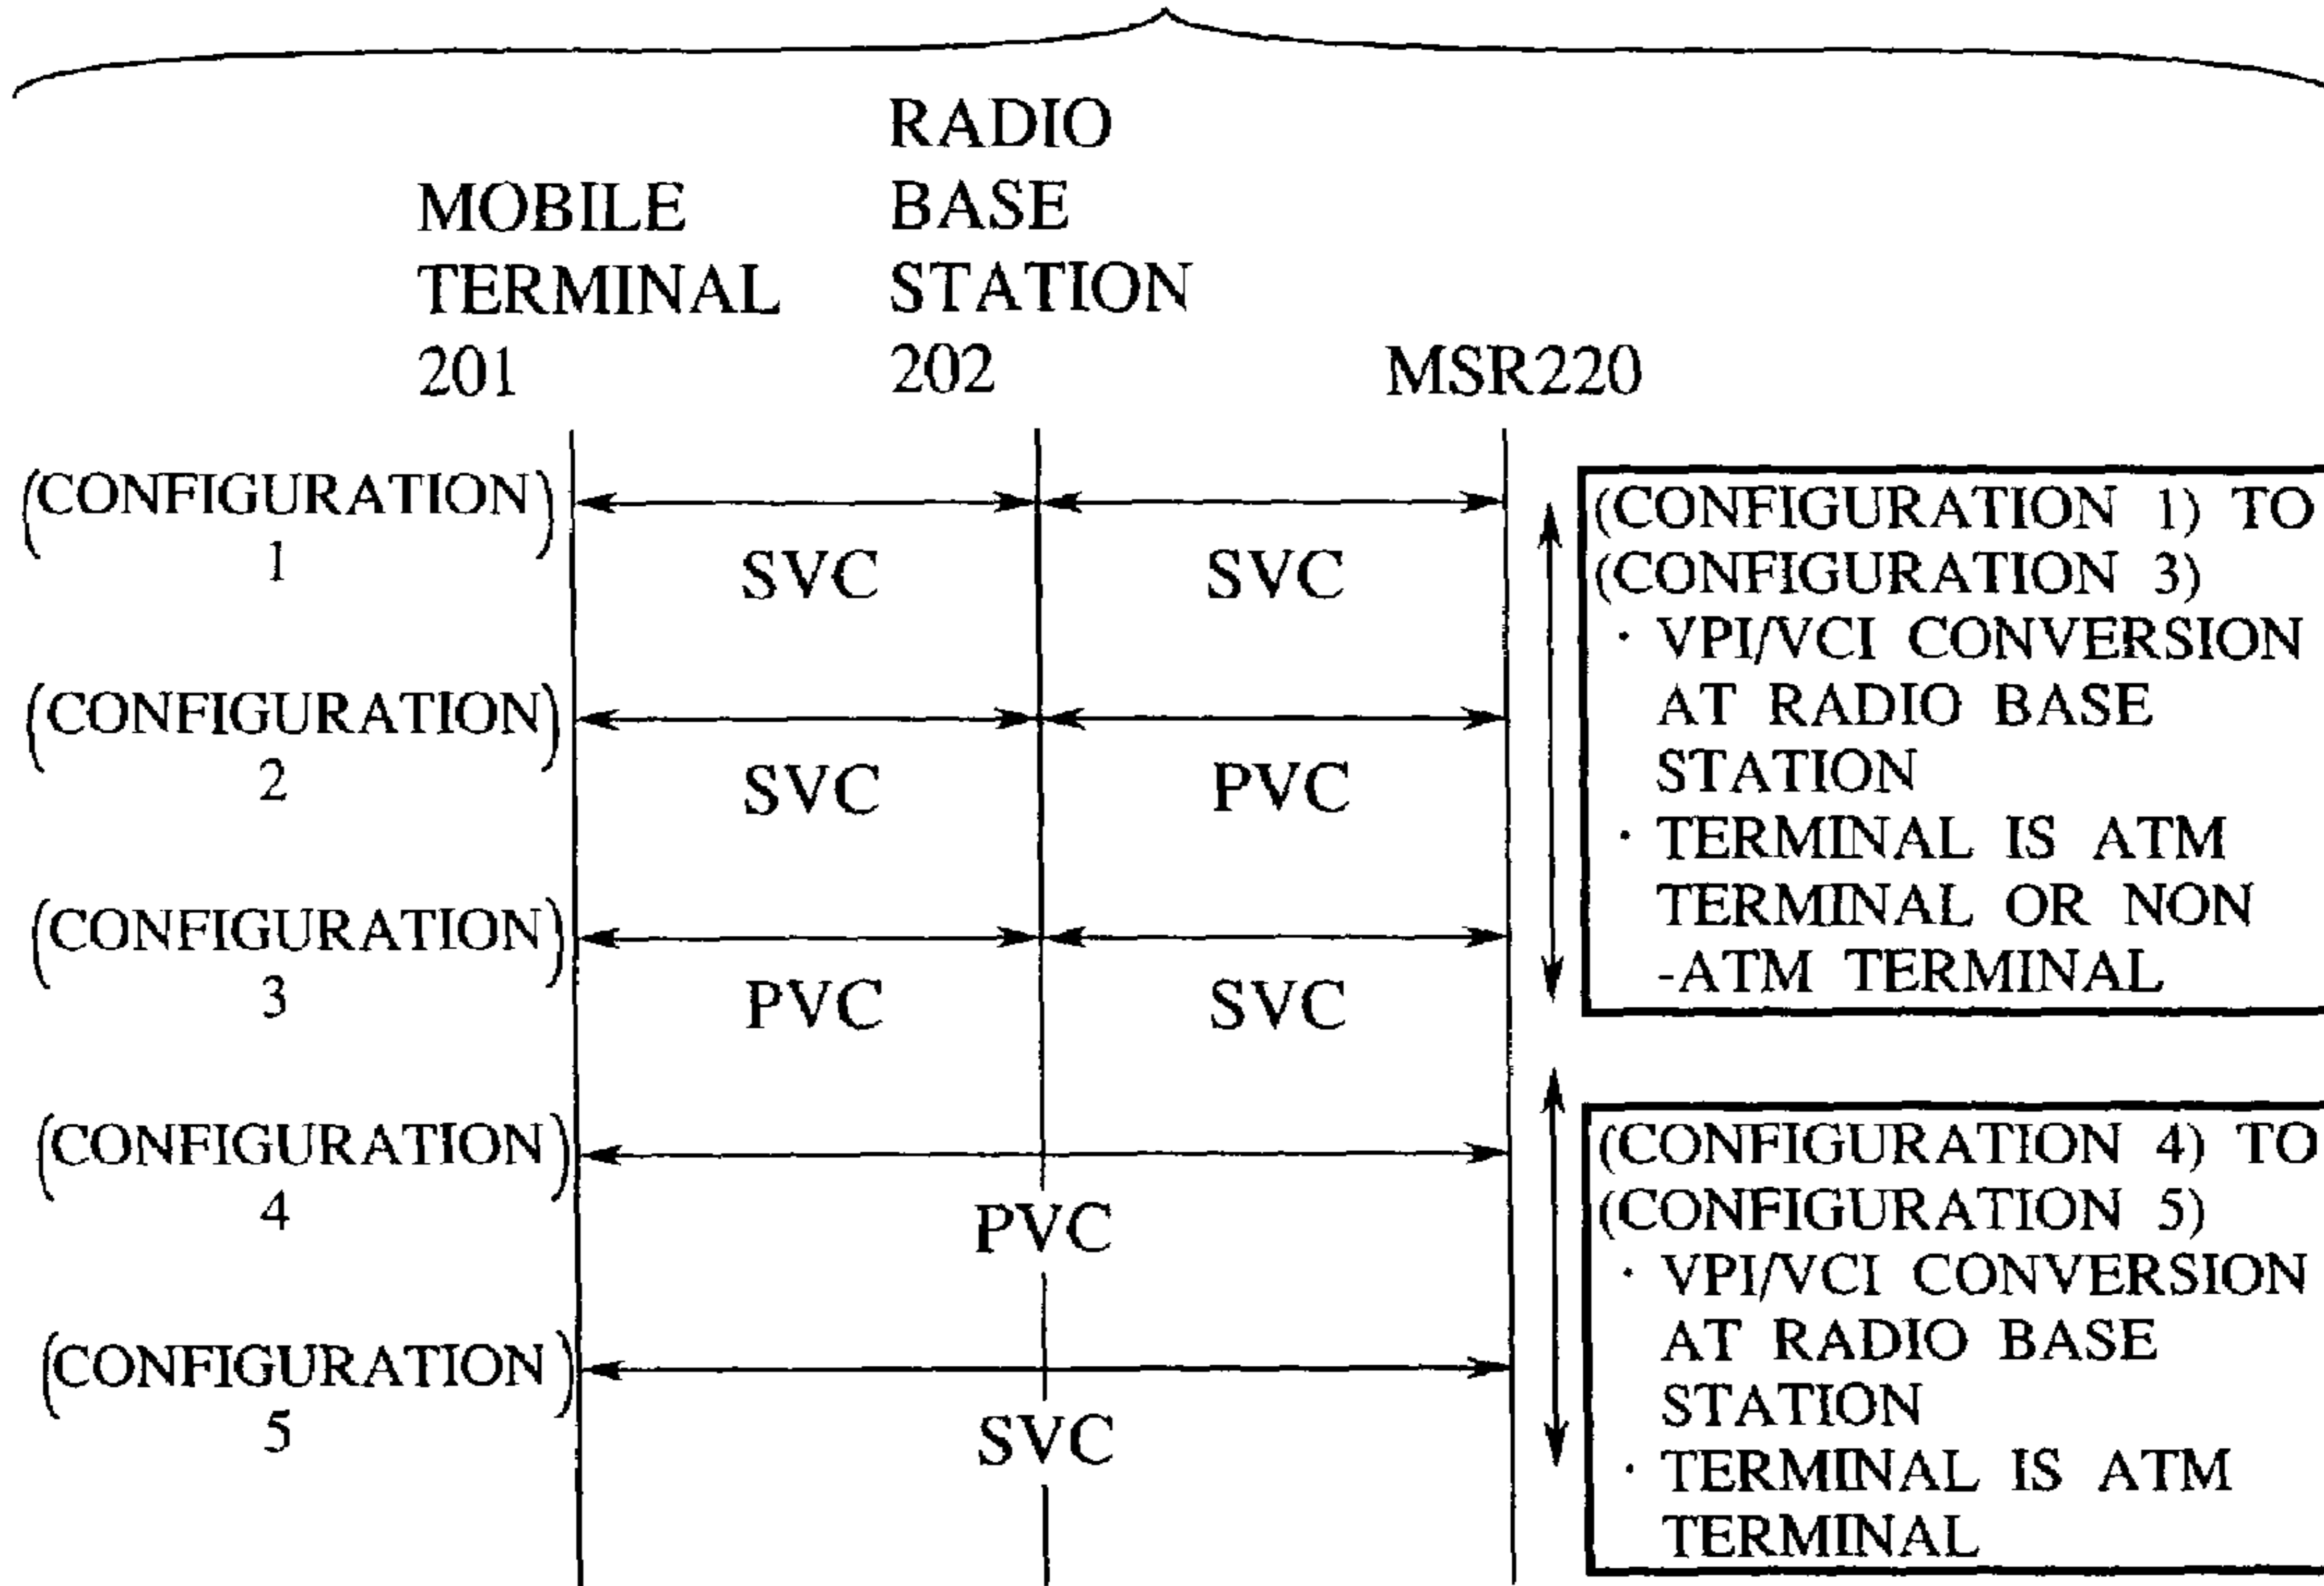 MOBILE
TERMINAL
201
RADIO
BASE
STATION
202
MSR220
(CONFIGURATION)
1
SVC
SVC
(CONFIGURATION)
2
SVC
PVC
(CONFIGURATION)
3
PVC
SVC
(CONFIGURATION)
4
PVC
(CONFIGURATION)
5
SVC
(CONFIGURATION 1) TO
(CONFIGURATION 3)
· VPI/VCI CONVERSION
AT RADIO BASE
STATION
· TERMINAL IS ATM
TERMINAL OR NON
-ATM TERMINAL
(CONFIGURATION 4) TO
(CONFIGURATION 5)
· VPI/VCI CONVERSION
AT RADIO BASE
STATION
· TERMINAL IS ATM
TERMINAL